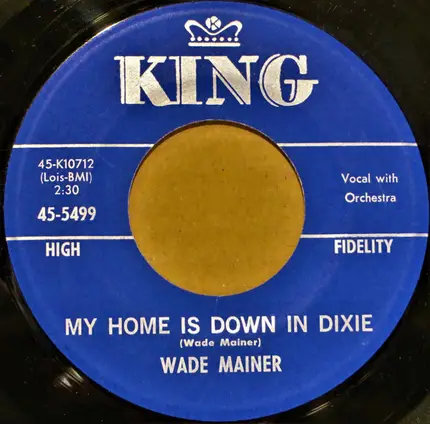 K
KING
45-K10712
(Lois-BMI)
2:30
45-5499
Vocal with
Orchestra
HIGH
FIDELITY
MY HOME IS DOWN IN DIXIE
(Wade Mainer)
WADE MAINER